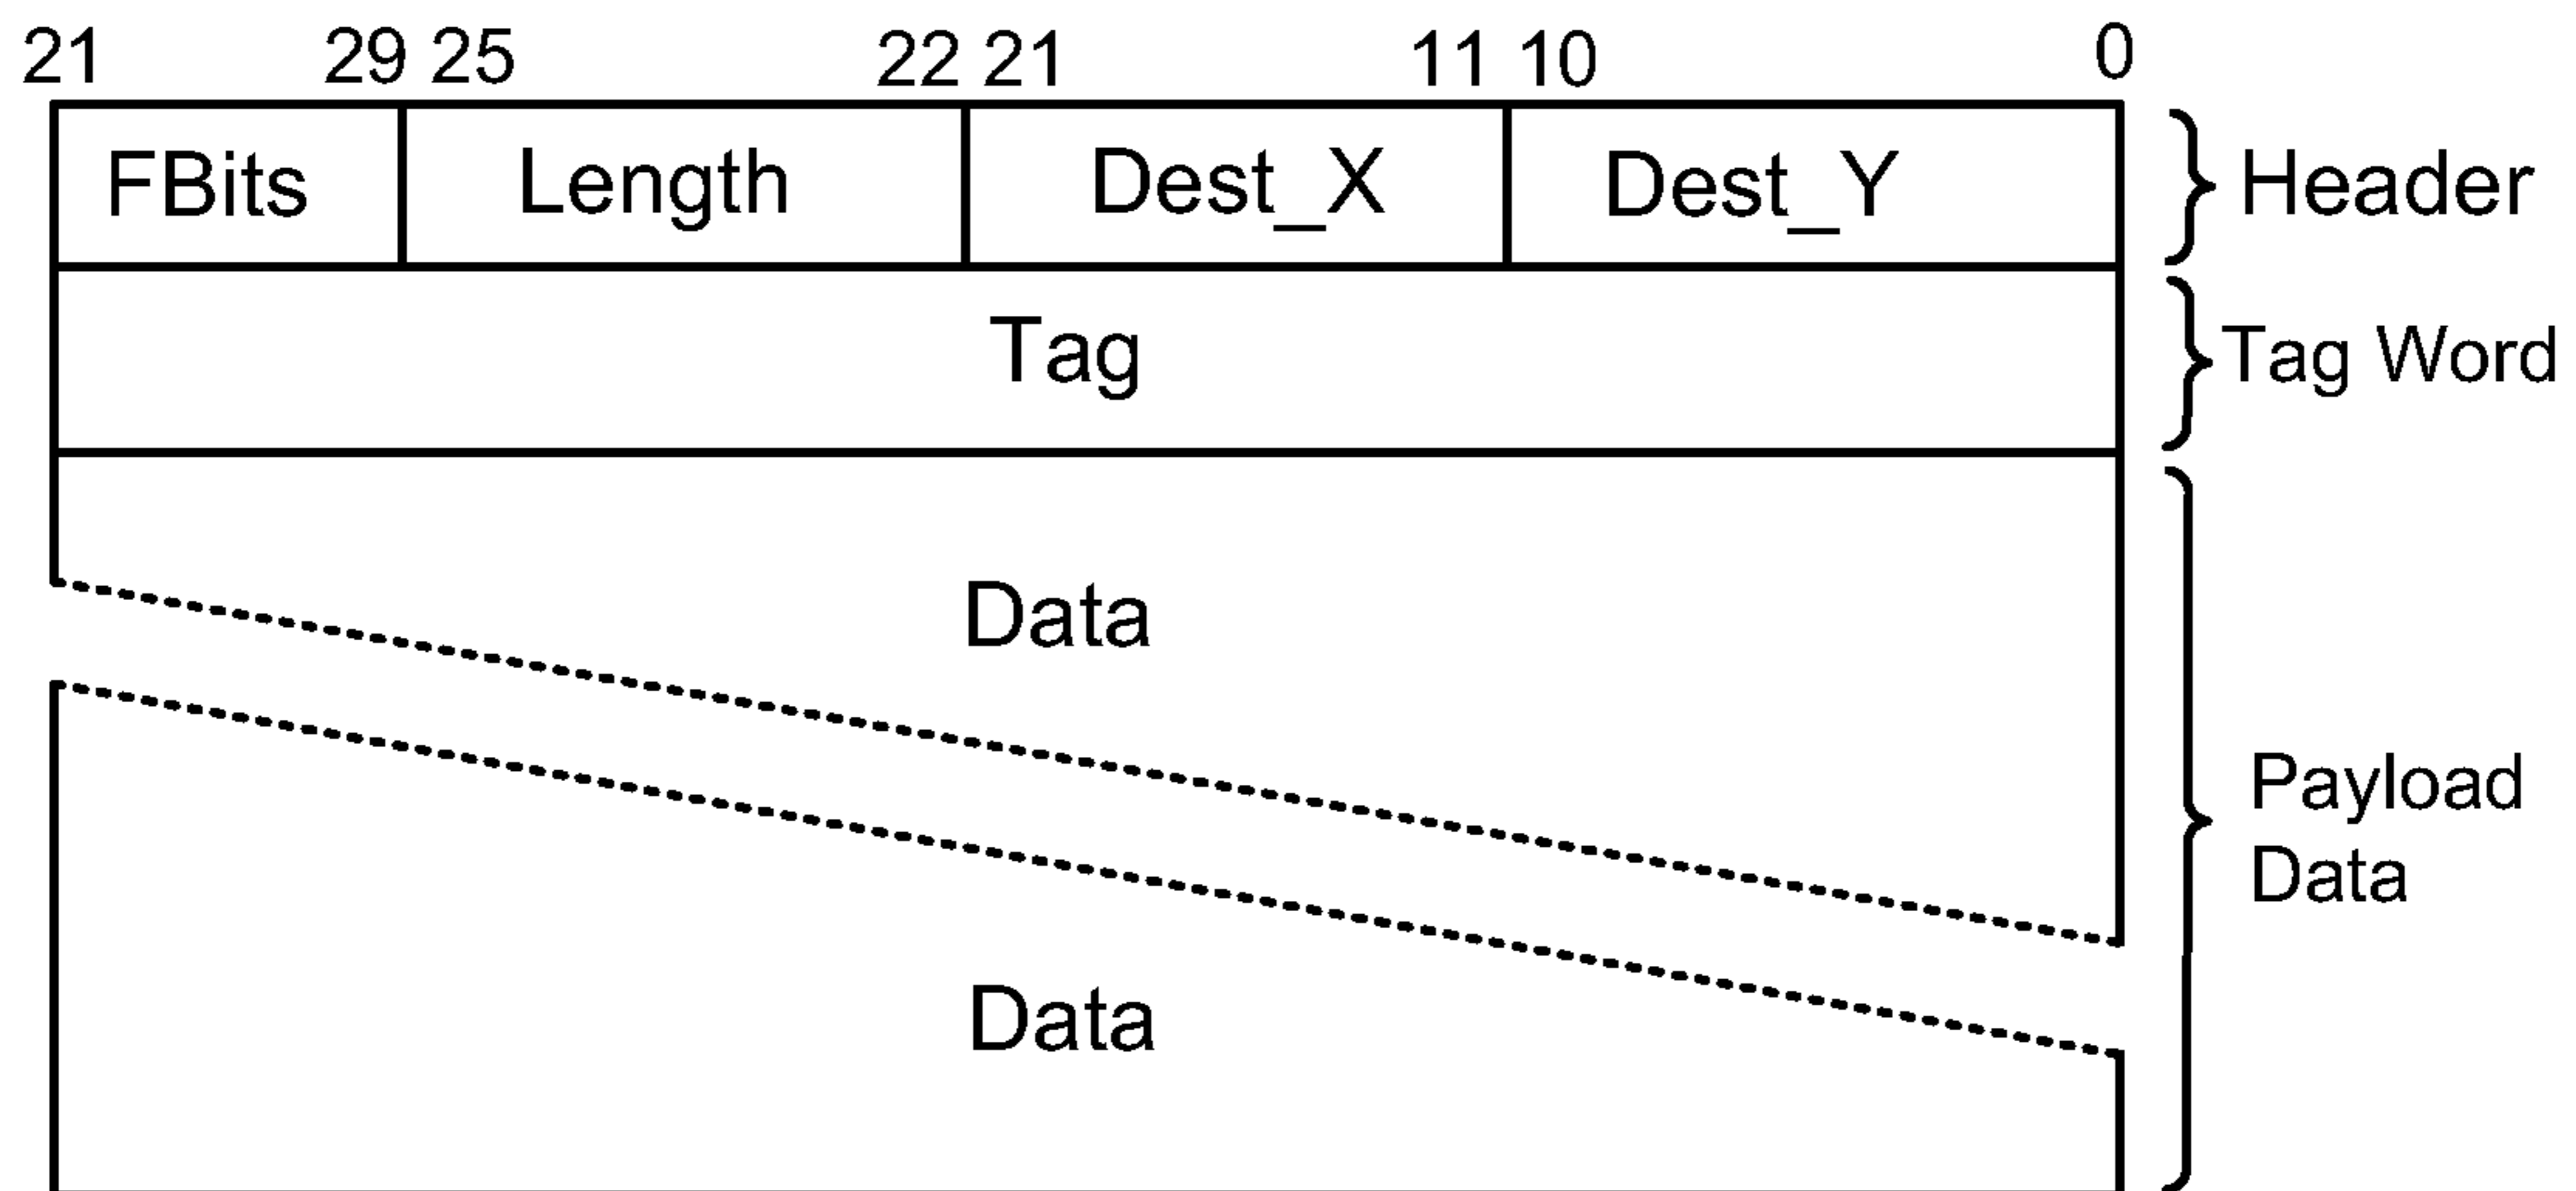 21 29 25 22 21 11 10 0
FBits Length Dest_X Dest_Y Header
Tag Tag Word
Data
Payload
Data
Data